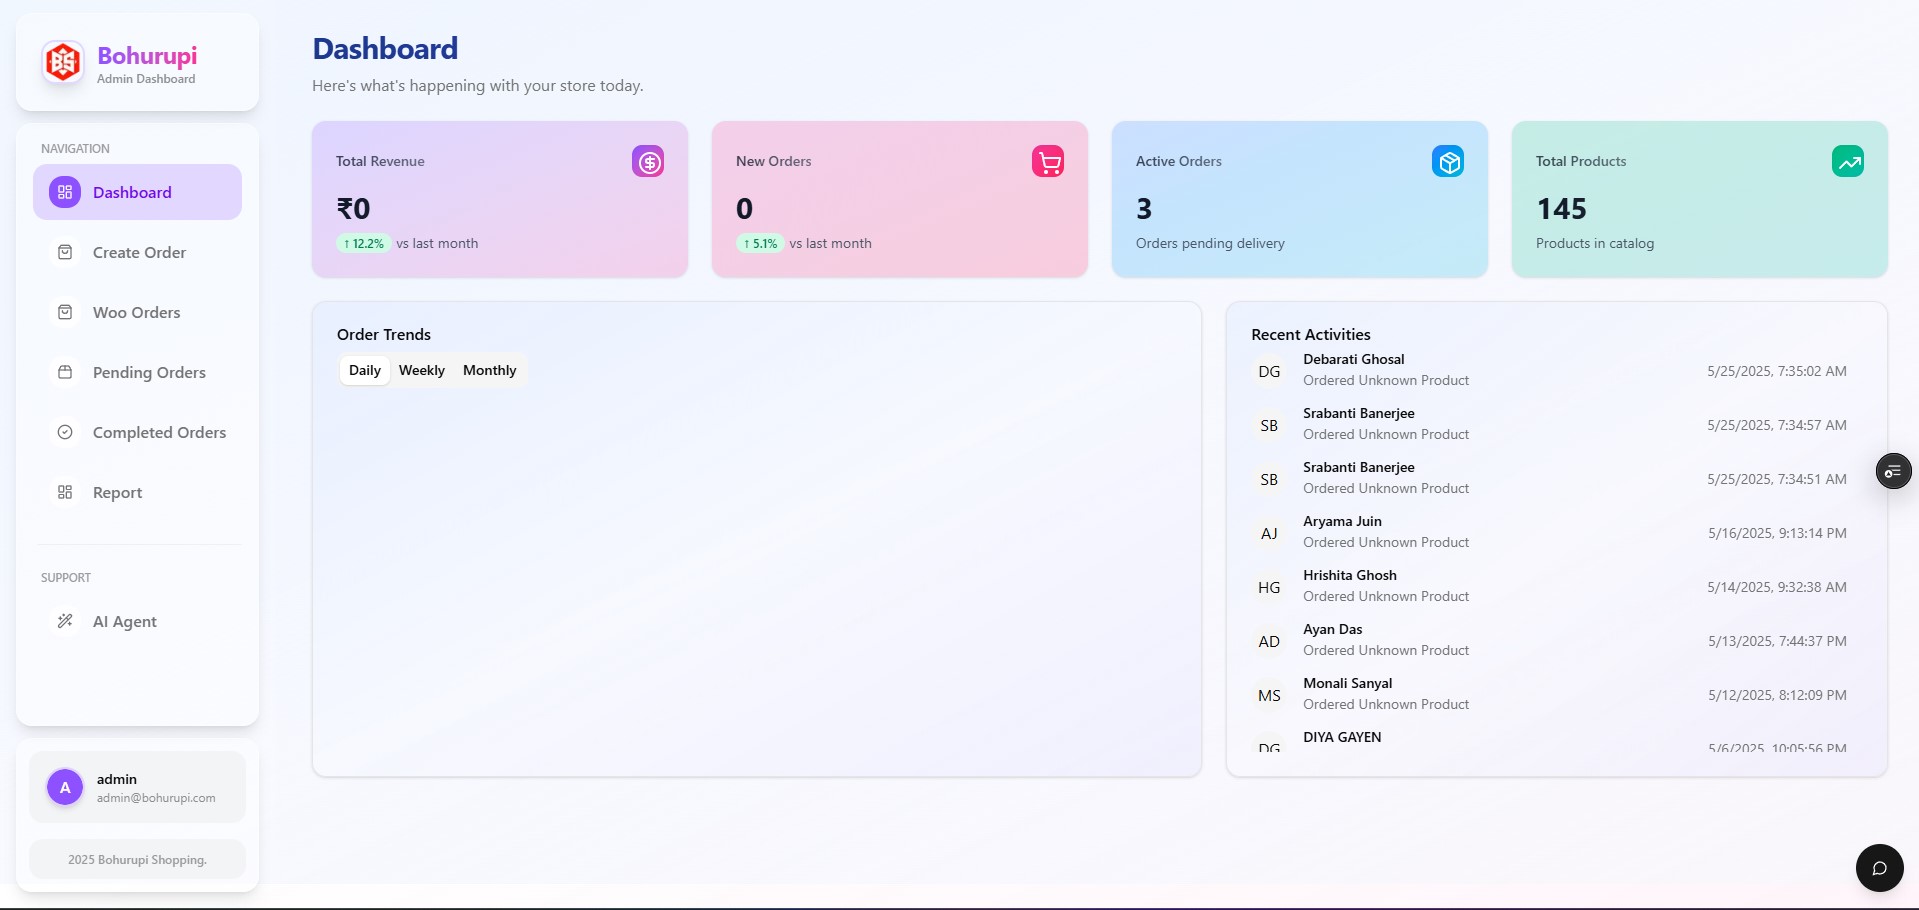 BS
Bohurupi
Admin Dashboard
NAVIGATION
Dashboard
Create Order
Woo Orders
Pending Orders
Completed Orders
Report
SUPPORT
AI Agent
A
admin
admin@bohurupi.com
2025 Bohurupi Shopping.
Dashboard
Here's what's happening with your store today.
Total Revenue
₹0
↑ 12.2% vs last month
New Orders
0
↑ 5.1% vs last month
Active Orders
3
Orders pending delivery
Total Products
145
Products in catalog
Order Trends
Daily Weekly Monthly
Recent Activities
DG
Debarati Ghosal
Ordered Unknown Product
5/25/2025, 7:35:02 AM
SB
Srabanti Banerjee
Ordered Unknown Product
5/25/2025, 7:34:57 AM
SB
Srabanti Banerjee
Ordered Unknown Product
5/25/2025, 7:34:51 AM
AJ
Aryama Juin
Ordered Unknown Product
5/16/2025, 9:13:14 PM
HG
Hrishita Ghosh
Ordered Unknown Product
5/14/2025, 9:32:38 AM
AD
Ayan Das
Ordered Unknown Product
5/13/2025, 7:44:37 PM
MS
Monali Sanyal
Ordered Unknown Product
5/12/2025, 8:12:09 PM
DG
DIYA GAYEN
5/6/2025, 10:05:56 PM